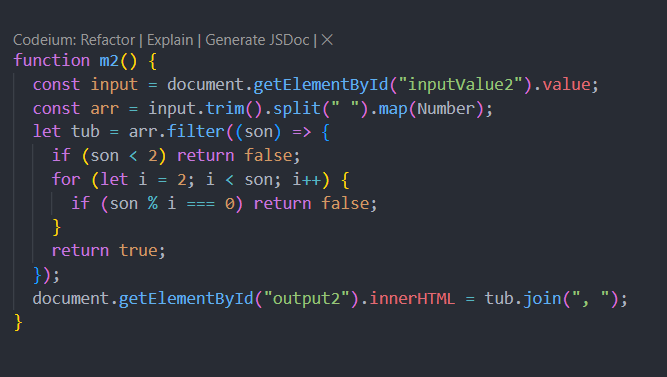 Codeium: Refactor | Explain | Generate JSDoc | ×
function m2() {
  const input = document.getElementById("inputValue2").value;
  const arr = input.trim().split(" ").map(Number);
  let tub = arr.filter((son) => {
    if (son < 2) return false;
    for (let i = 2; i < son; i++) {
      if (son % i === 0) return false;
    }
    return true;
  });
  document.getElementById("output2").innerHTML = tub.join(", ");
}